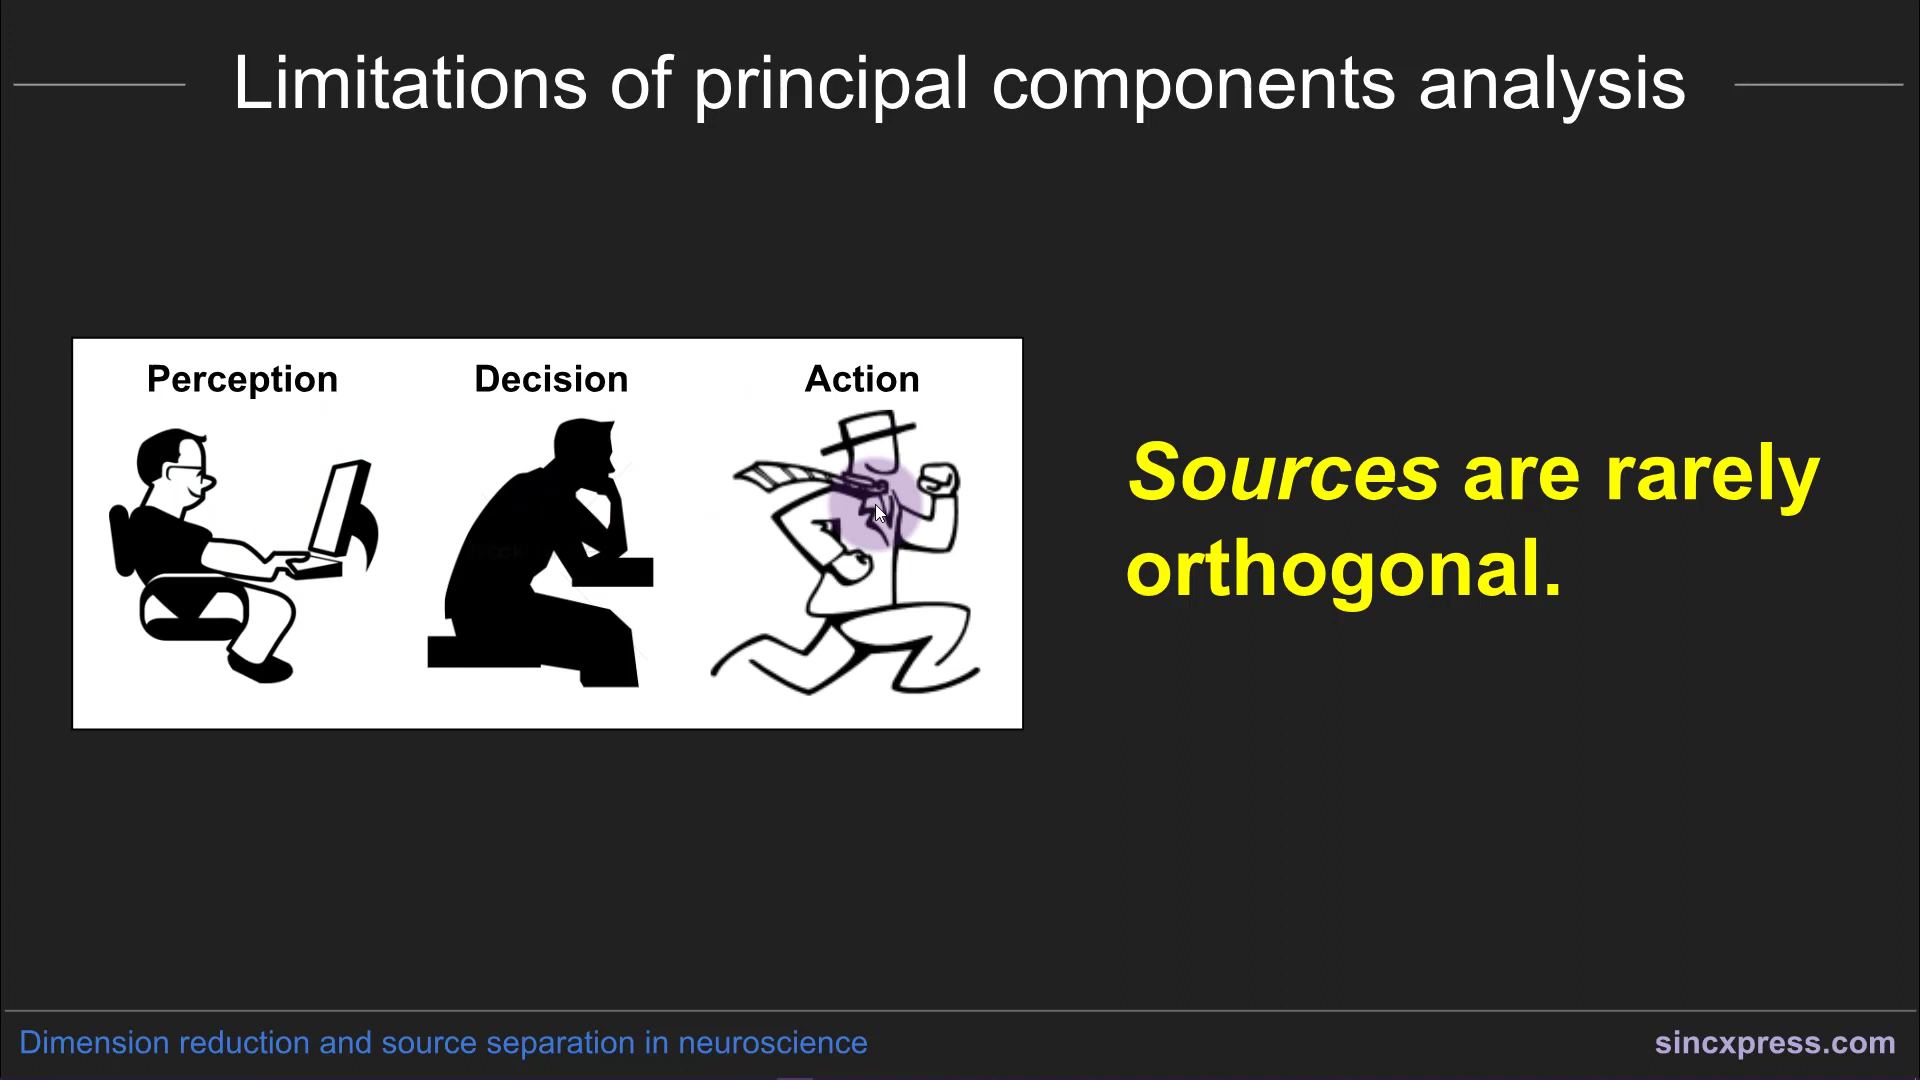 Limitations of principal components analysis
Perception
Decision
Action
Sources are rarely
orthogonal.
Dimension reduction and source separation in neuroscience
sincxpress.com